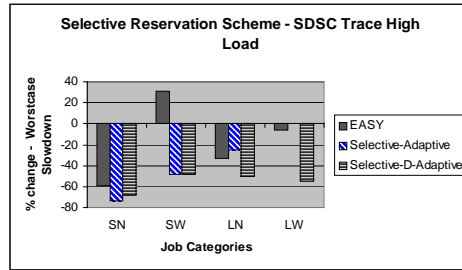 Selective Reservation Scheme - SDSC Trace High
Load
% change - Worstcase
Slowdown
40
20
0
-20
-40
-60
-80
SN SW LN LW
Job Categories
EASY
Selective-Adaptive
Selective-D-Adaptive